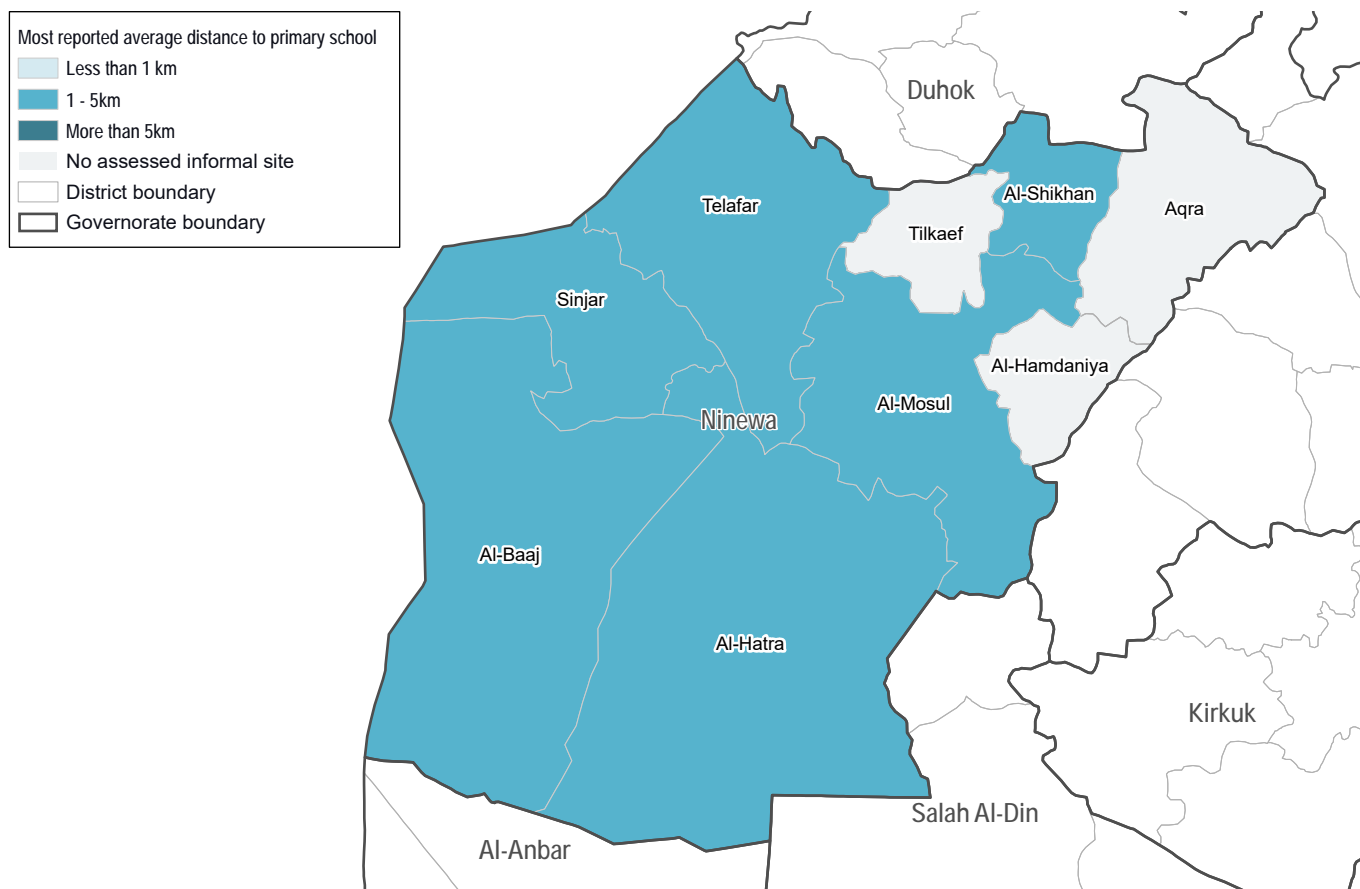 Most reported average distance to primary school
Less than 1 km
1 - 5km
More than 5km
No assessed informal site
District boundary
Governorate boundary
Duhok
Al-Shikhan
Telafar
Aqra
Tilkaef
Sinjar
Al-Hamdaniya
Al-Mosul
Ninewa
Al-Baaj
Al-Hatra
Kirkuk
Salah Al-Din
Al-Anbar